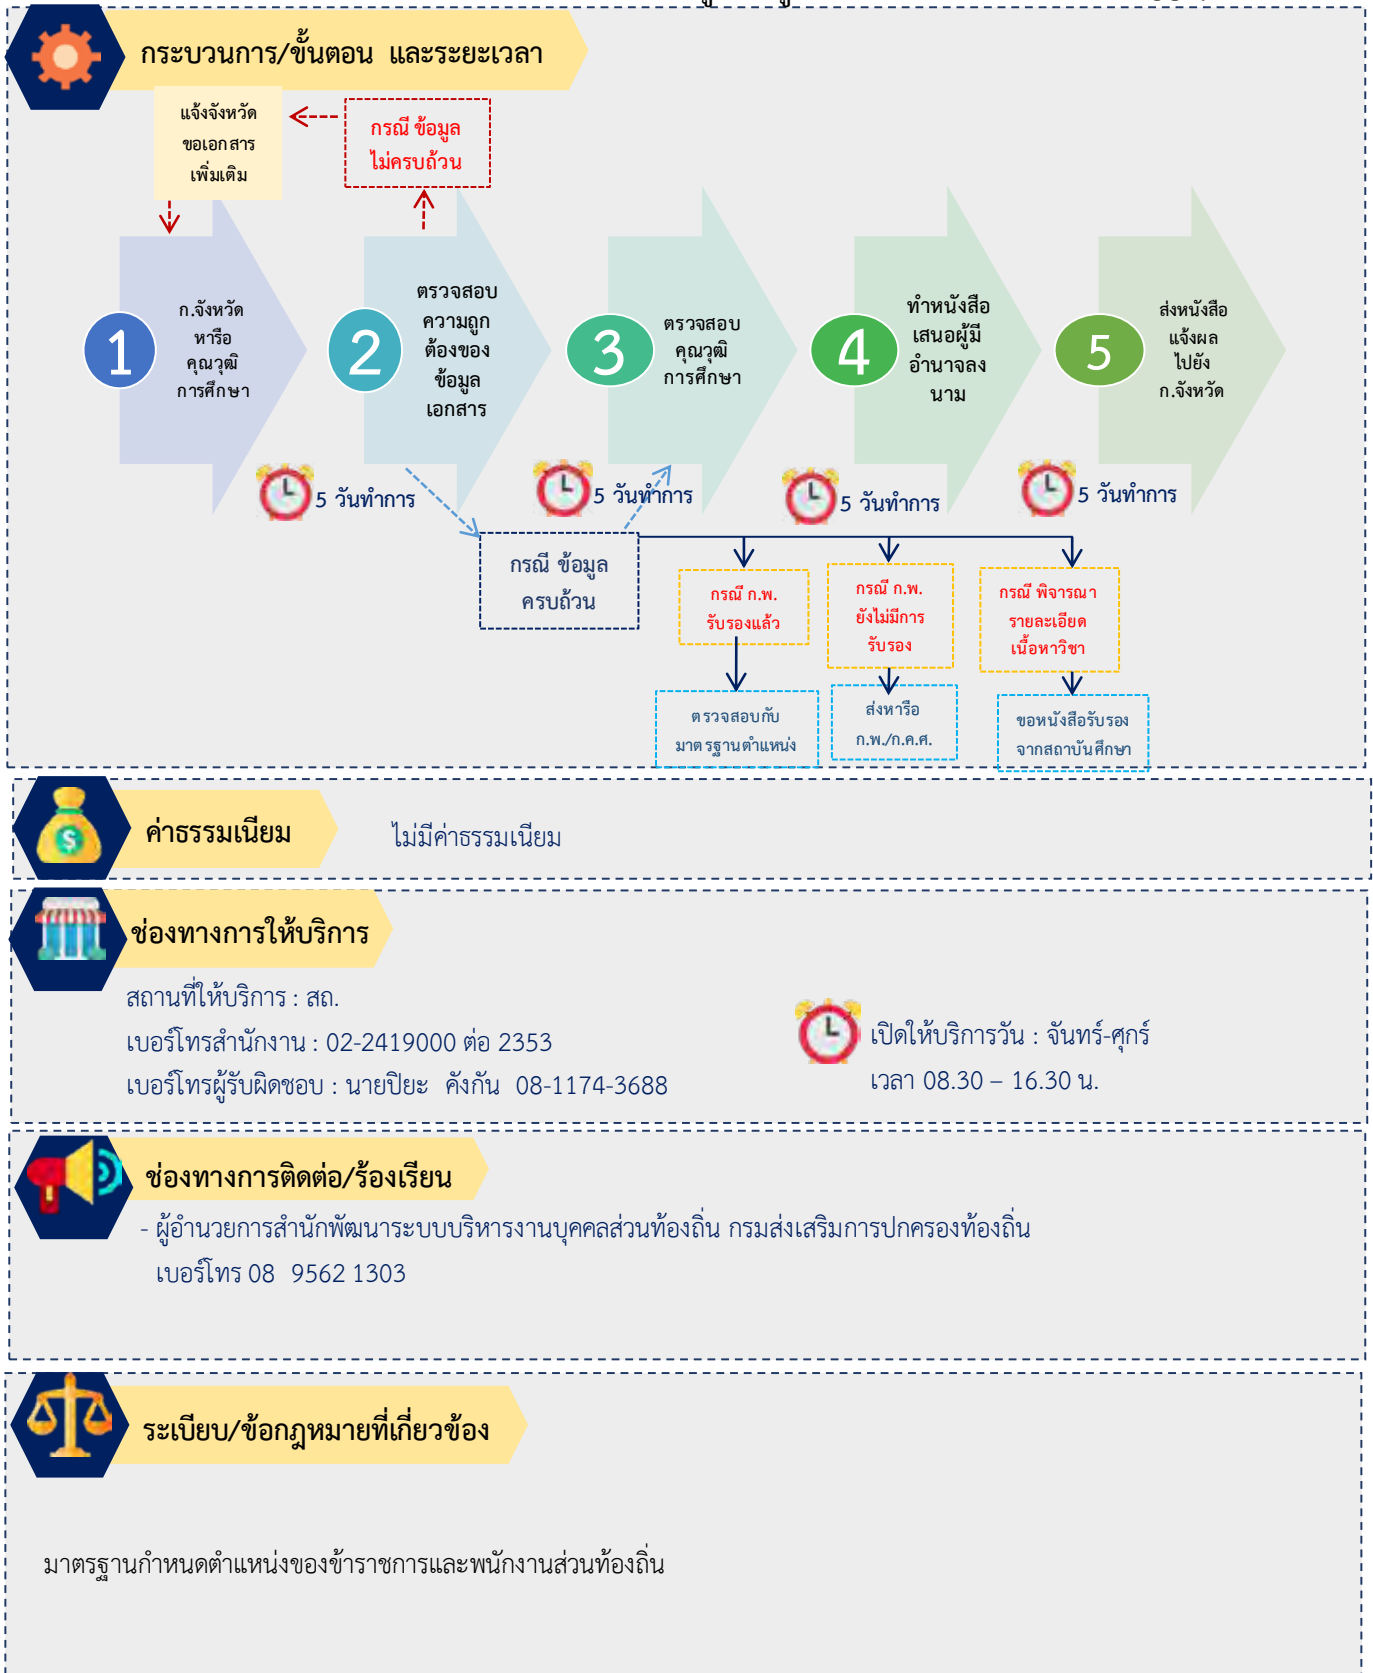 กระบวนการ/ขั้นตอน และระยะเวลา
แจ้งจังหวัด
ขอเอกสาร
เพิ่มเติม
กรณี ข้อมูล
ไม่ครบถ้วน
1
ก.จังหวัด
หารือ
คุณวุฒิ
การศึกษา
2
ตรวจสอบ
ความถูก
ต้องของ
ข้อมูล
เอกสาร
3
ตรวจสอบ
คุณวุฒิ
การศึกษา
4
ทำหนังสือ
เสนอผู้มี
อำนาจลง
นาม
5
ส่งหนังสือ
แจ้งผล
ไปยัง
ก.จังหวัด
5 วันทำการ
5 วันทำการ
5 วันทำการ
5 วันทำการ
กรณี ข้อมูล
ครบถ้วน
กรณี ก.พ.
รับรองแล้ว
กรณี ก.พ.
ยังไม่มีการ
รับรอง
กรณี พิจารณา
รายละเอียด
เนื้อหาวิชา
ตรวจสอบกับ
มาตรฐานตำแหน่ง
ส่งหารือ
ก.พ./ก.ค.ศ.
ขอหนังสือรับรอง
จากสถาบันศึกษา
ค่าธรรมเนียม
ไม่มีค่าธรรมเนียม
ช่องทางการให้บริการ
สถานที่ให้บริการ : สถ.
เบอร์โทรสำนักงาน : 02-2419000 ต่อ 2353
เบอร์โทรผู้รับผิดชอบ : นายปิยะ คังกัน 08-1174-3688
เปิดให้บริการวัน : จันทร์-ศุกร์
เวลา 08.30 – 16.30 น.
ช่องทางการติดต่อ/ร้องเรียน
- ผู้อำนวยการสำนักพัฒนาระบบบริหารงานบุคคลส่วนท้องถิ่น กรมส่งเสริมการปกครองท้องถิ่น
เบอร์โทร 08 9562 1303
ระเบียบ/ข้อกฎหมายที่เกี่ยวข้อง
มาตรฐานกำหนดตำแหน่งของข้าราชการและพนักงานส่วนท้องถิ่น